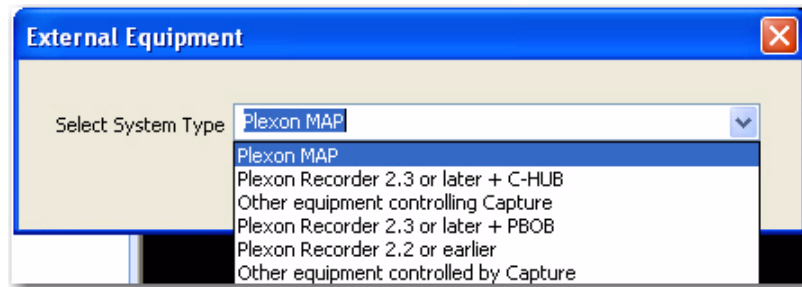 External Equipment
Select System Type Plexon MAP
Plexon MAP
Plexon Recorder 2.3 or later + C-HUB
Other equipment controlling Capture
Plexon Recorder 2.3 or later + PBOB
Plexon Recorder 2.2 or earlier
Other equipment controlled by Capture